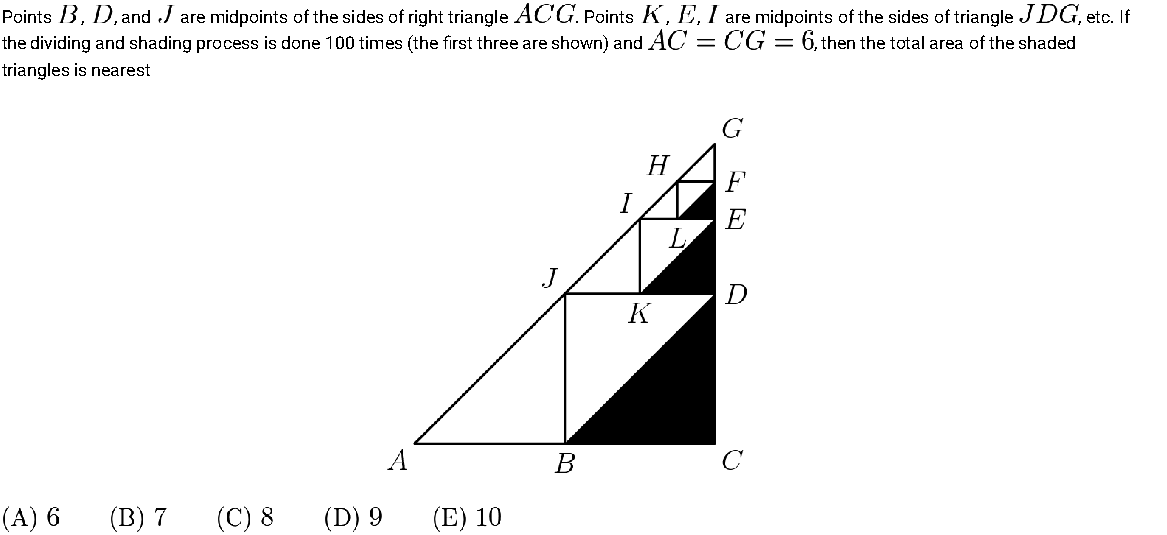 Points B, D, and J are midpoints of the sides of right triangle ACG. Points K, E, I are midpoints of the sides of triangle JDG, etc. If
the dividing and shading process is done 100 times (the first three are shown) and AC = CG = 6, then the total area of the shaded
triangles is nearest
G
H
F
I
E
L
J
D
K
A
B
C
(A) 6 (B) 7 (C) 8 (D) 9 (E) 10